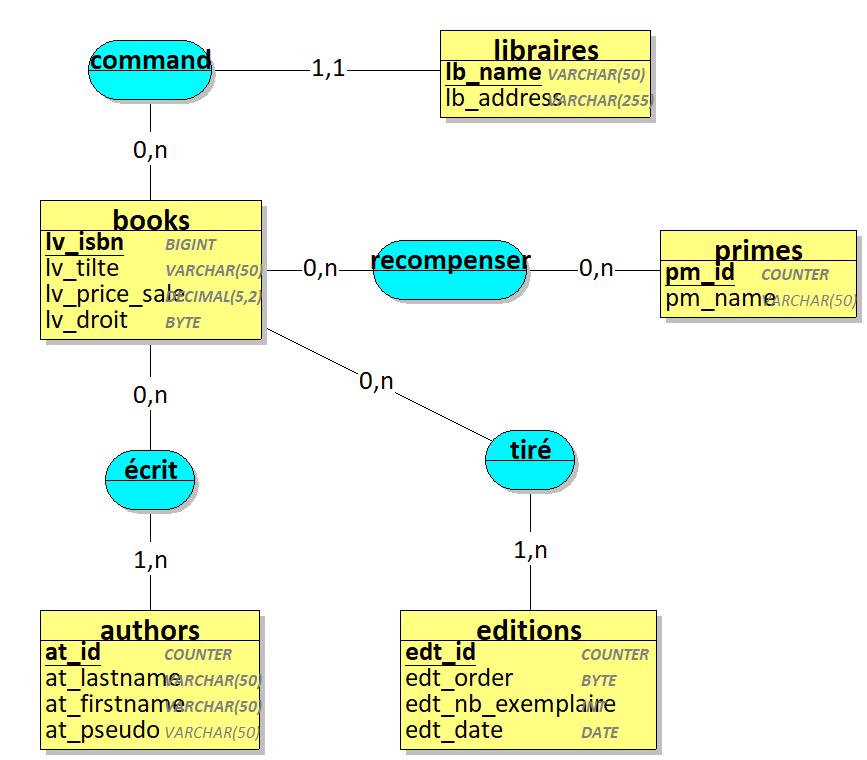 command
1,1
libraires
lb_name VARCHAR(50)
lb_address VARCHAR(255)
0,n
books
lv_isbn BIGINT
lv_tilte VARCHAR(50)
lv_price_sale DECIMAL(5,2)
lv_droit BYTE
0,n
recompenser
0,n
primes
pm_id COUNTER
pm_name VARCHAR(50)
0,n
0,n
écrit
tiré
1,n
1,n
authors
at_id COUNTER
at_lastname VARCHAR(50)
at_firstname VARCHAR(50)
at_pseudo VARCHAR(50)
editions
edt_id COUNTER
edt_order BYTE
edt_nb_exemplaire INT
edt_date DATE